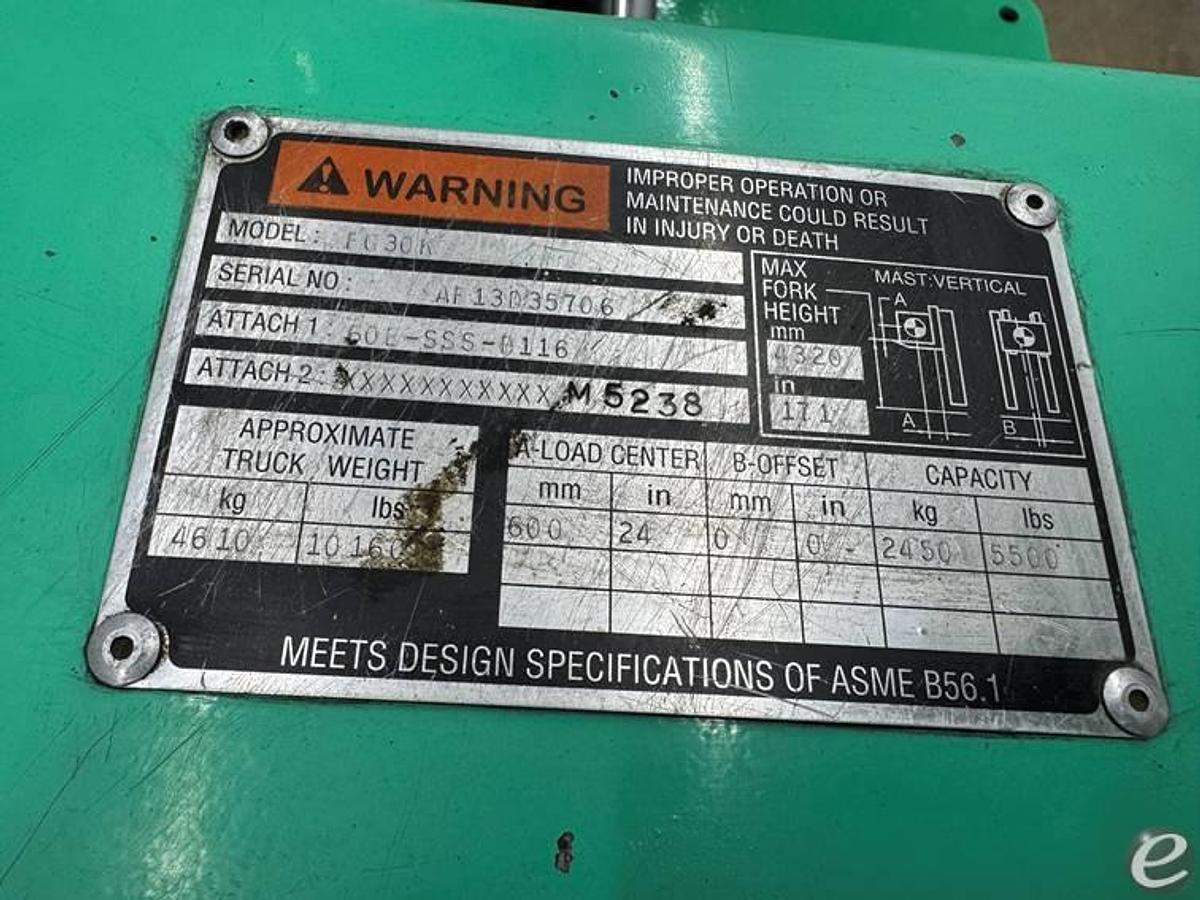 WARNING
IMPROPER OPERATION OR
MAINTENANCE COULD RESULT
IN INJURY OR DEATH
MODEL: FG30K
SERIAL NO: AF13D35706
ATTACH 1: 60E-SSS-0116
ATTACH 2: XXXXXXXXXXXX M5238
MAX
FORK
HEIGHT
mm
4320
in
171
MAST:VERTICAL
A
A
B
APPROXIMATE
TRUCK WEIGHT
kg lbs
4610 10160
A-LOAD CENTER B-OFFSET CAPACITY
mm in mm in kg lbs
600 24 0 0 - 2450 5500
MEETS DESIGN SPECIFICATIONS OF ASME B56.1
e